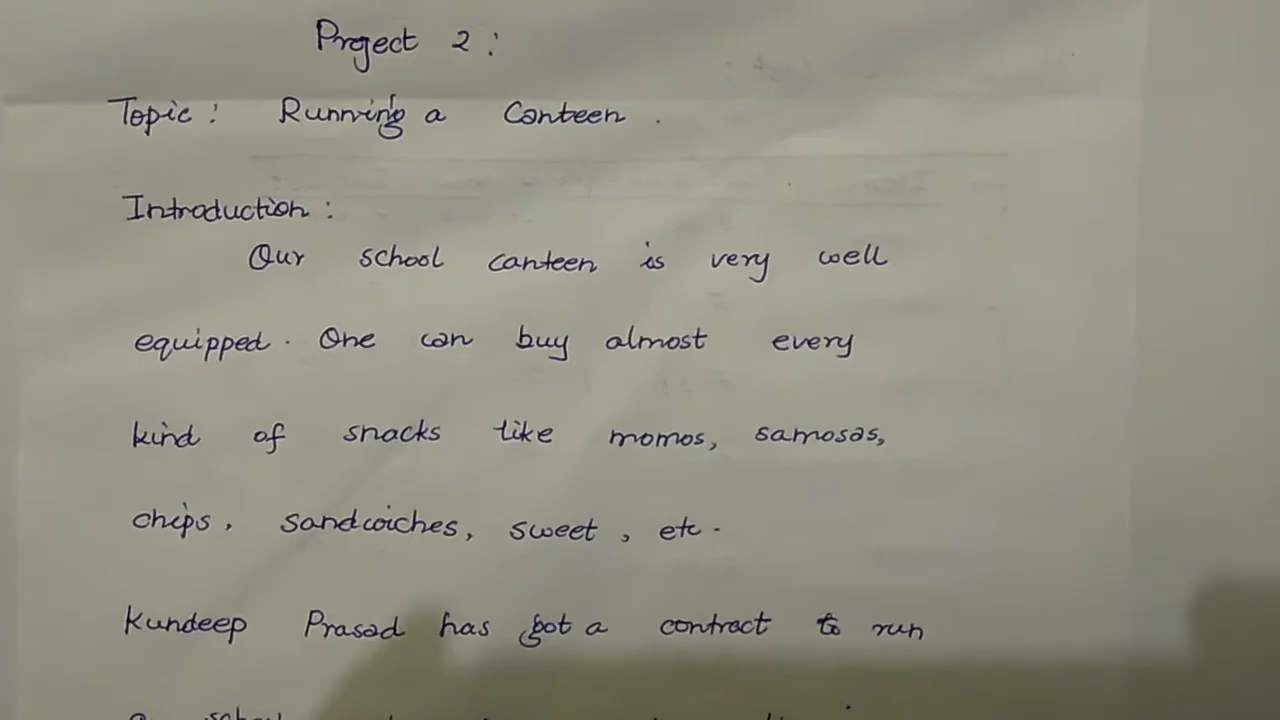 Project 2:
Topic: Running a Canteen.
Introduction:
Our school canteen is very well
equipped. One can buy almost every
kind of snacks like momos, samosas,
chips, sandwiches, sweet, etc.
Kundeep Prasad has got a contract to run
school